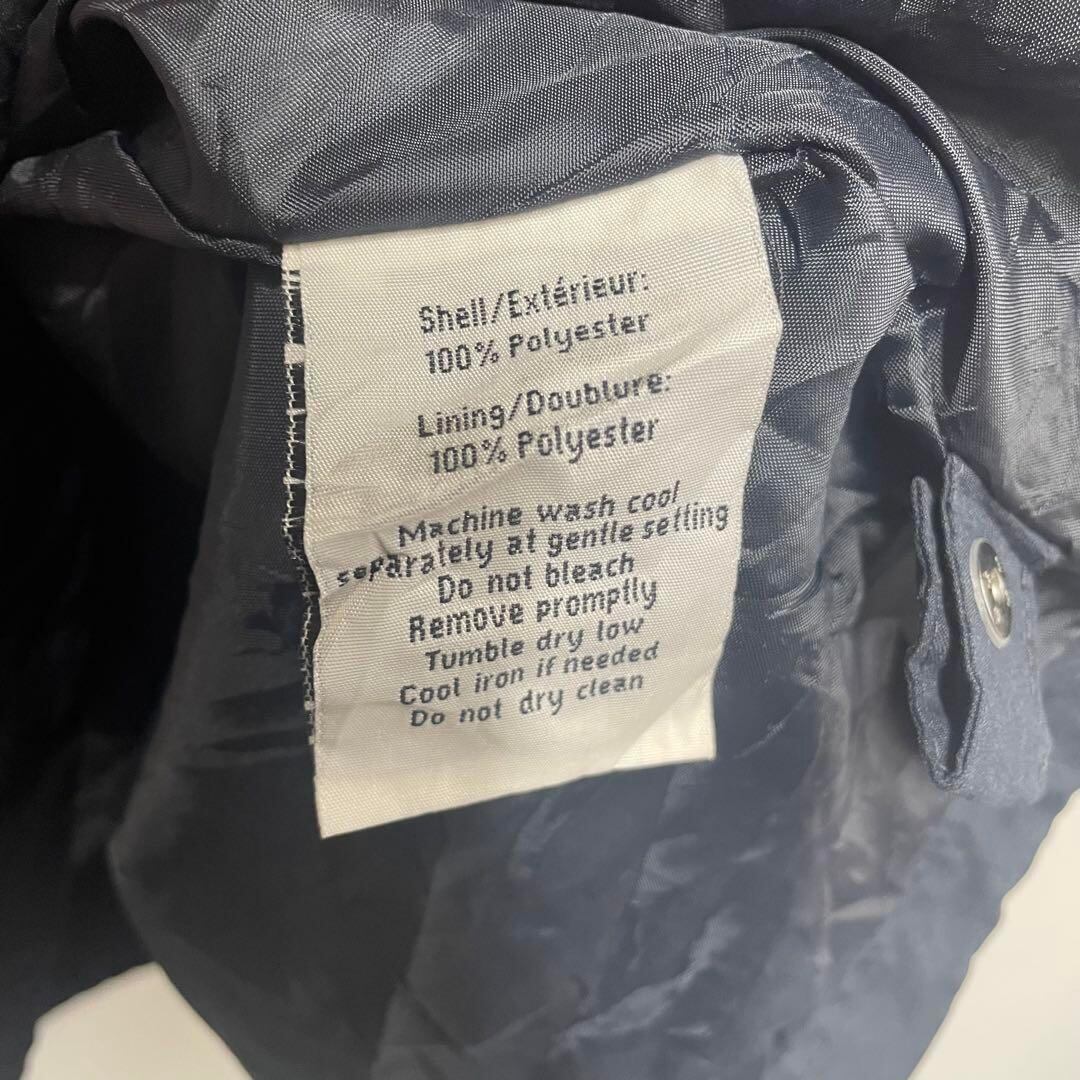 Shell/Extérieur:
100% Polyester
Lining/Doublure:
100% Polyester
Machine wash cool
separately at gentle setting
Do not bleach
Remove promptly
Tumble dry low
Cool iron if needed
Do not dry clean